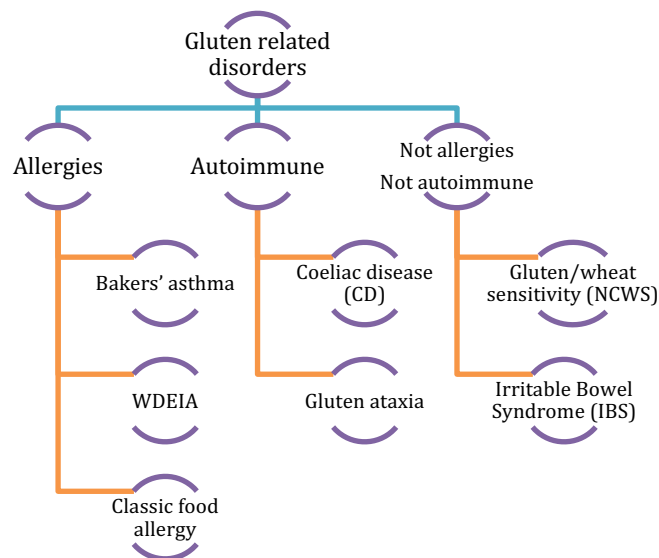 Gluten related
disorders
Allergies
Autoimmune
Not allergies
Not autoimmune
Bakers’ asthma
WDEIA
Classic food
allergy
Coeliac disease
(CD)
Gluten ataxia
Gluten/wheat
sensitivity (NCWS)
Irritable Bowel
Syndrome (IBS)